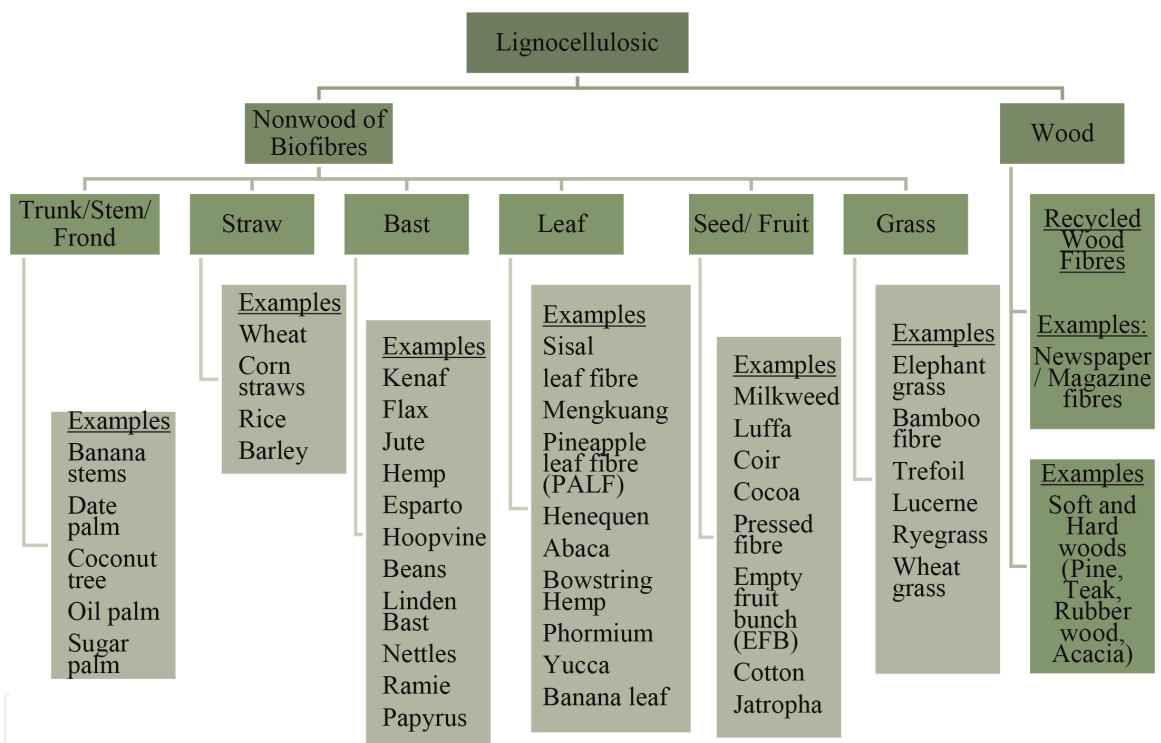 Lignocellulosic
Nonwood of
Biofibres
Wood
Trunk/Stem/
Frond
Straw
Bast
Leaf
Seed/ Fruit
Grass
Examples
Banana
stems
Date
palm
Coconut
tree
Oil palm
Sugar
palm
Examples
Wheat
Corn
straws
Rice
Barley
Examples
Kenaf
Flax
Jute
Hemp
Esparto
Hoopvine
Beans
Linden
Bast
Nettles
Ramie
Papyrus
Examples
Sisal
leaf fibre
Mengkuang
Pineapple
leaf fibre
(PALF)
Henequen
Abaca
Bowstring
Hemp
Phormium
Yucca
Banana leaf
Examples
Milkweed
Luffa
Coir
Cocoa
Pressed
fibre
Empty
fruit
bunch
(EFB)
Cotton
Jatropha
Examples
Elephant
grass
Bamboo
fibre
Trefoil
Lucerne
Ryegrass
Wheat
grass
Recycled
Wood
Fibres
Examples:
Newspaper
/ Magazine
fibres
Examples
Soft and
Hard
woods
(Pine,
Teak,
Rubber
wood,
Acacia)